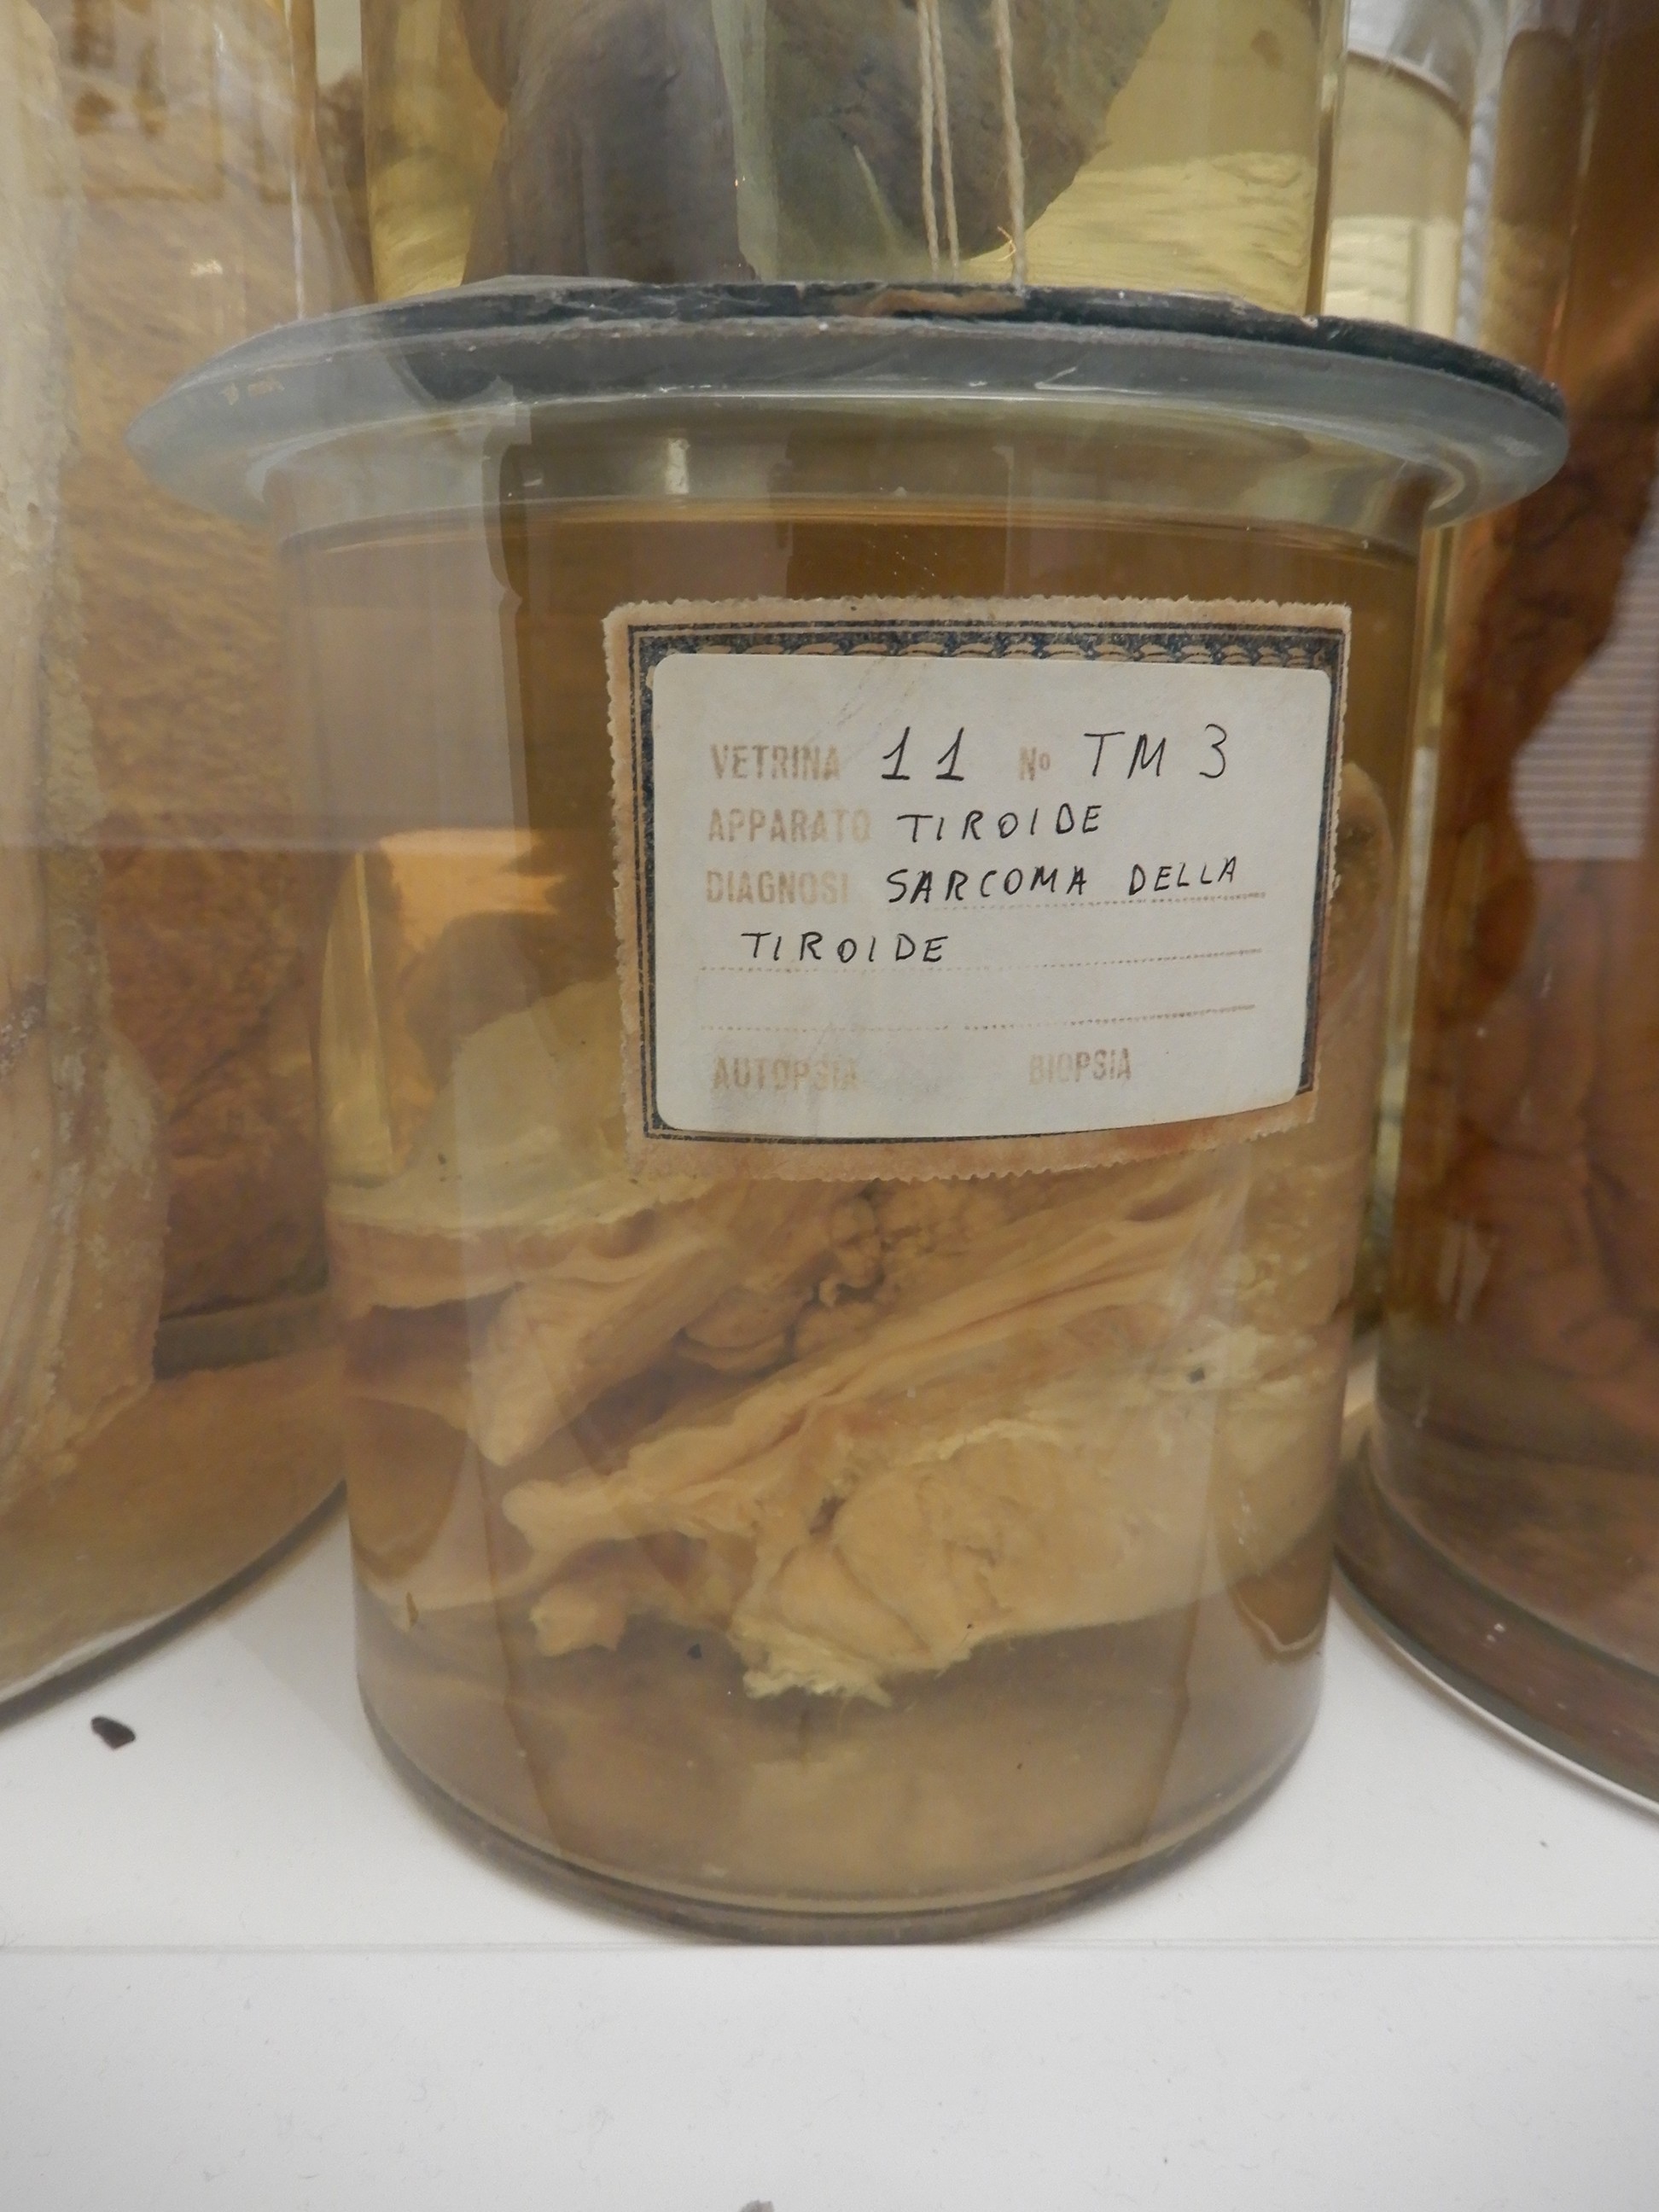 VETRINA 11 Nº TM 3
APPARATO TIROIDE
DIAGNOSI SARCOMA DELLA
TIROIDE
AUTOPSIA BIOPSIA